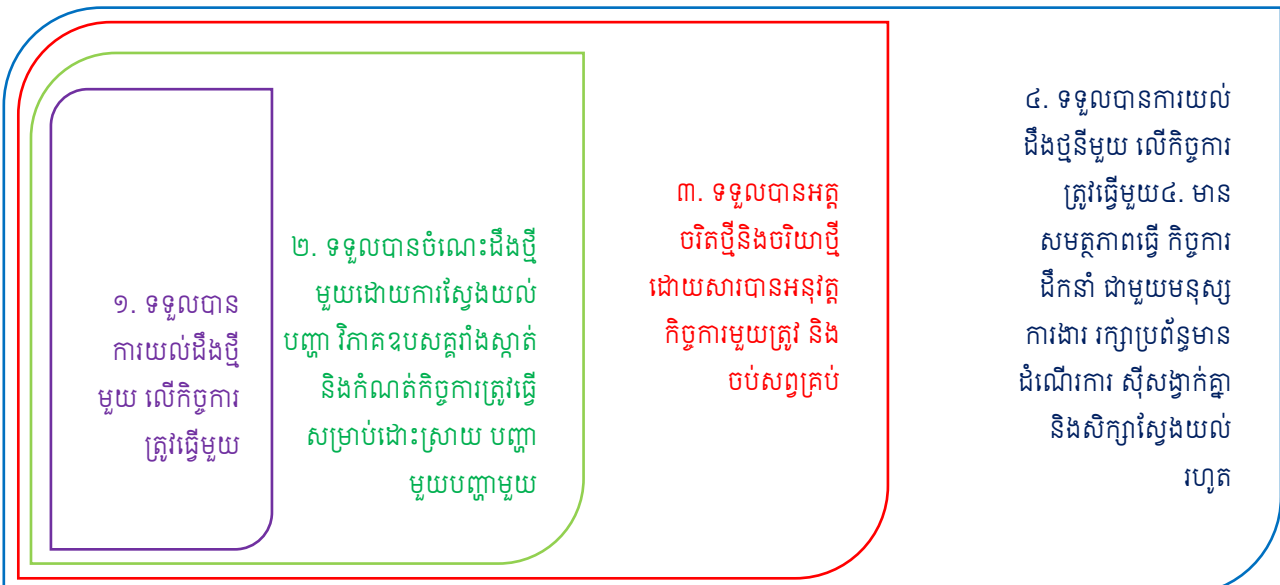 ១. ទទួលបាន
ការយល់ដឹងថ្មី
មួយ លើកិច្ចការ
ត្រូវធ្វើមួយ
២. ទទួលបានចំណេះដឹងថ្មី
មួយដោយការស្វែងយល់
បញ្ហា វិភាគឧបសគ្គរាំងស្កាត់
និងកំណត់កិច្ចការត្រូវធ្វើ
សម្រាប់ដោះស្រាយ បញ្ហា
មួយបញ្ហាមួយ
៣. ទទួលបានអត្ត
ចរិតថ្មីនិងចរិយាថ្មី
ដោយសារបានអនុវត្ត
កិច្ចការមួយត្រូវ និង
ចប់សព្វគ្រប់
៤. ទទួលបានការយល់
ដឹងថ្មនីមួយ លើកិច្ចការ
ត្រូវធ្វើមួយ៤. មាន
សមត្ថភាពធ្វើ កិច្ចការ
ដឹកនាំ ជាមួយមនុស្ស
ការងារ រក្សាប្រព័ន្ធមាន
ដំណើរការ ស៊ីសង្វាក់គ្នា
និងសិក្សាស្វែងយល់
រហូត